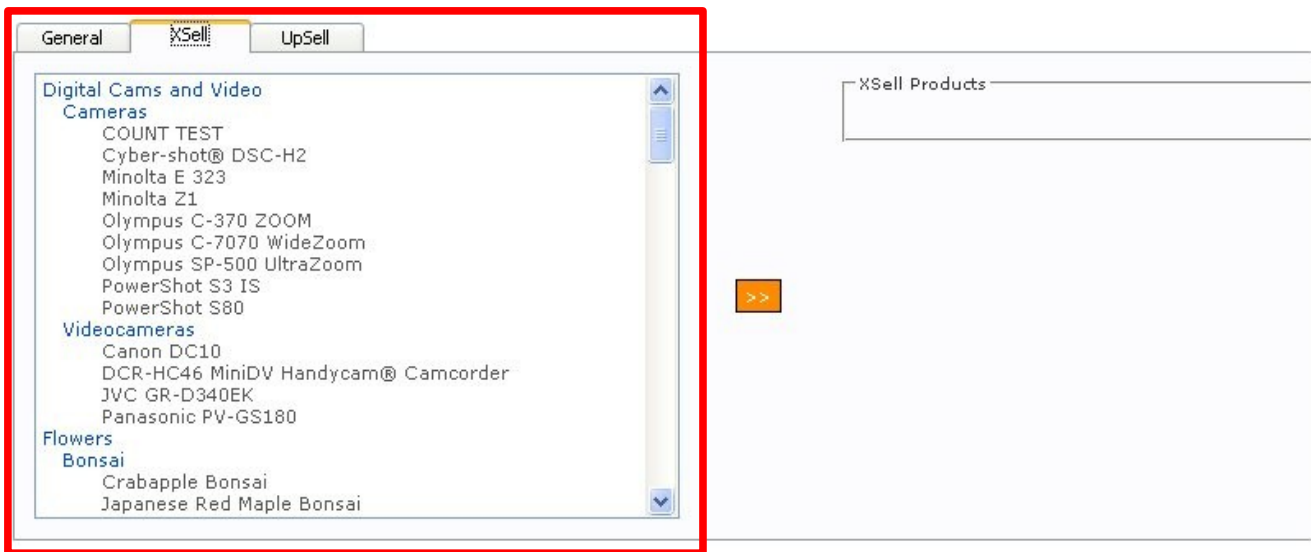 General XSell UpSell
Digital Cams and Video
Cameras
COUNT TEST
Cyber-shot® DSC-H2
Minolta E 323
Minolta Z1
Olympus C-370 ZOOM
Olympus C-7070 WideZoom
Olympus SP-500 UltraZoom
PowerShot S3 IS
PowerShot S80
Videocameras
Canon DC10
DCR-HC46 MiniDV Handycam® Camcorder
JVC GR-D340EK
Panasonic PV-GS180
Flowers
Bonsai
Crabapple Bonsai
Japanese Red Maple Bonsai
>>
XSell Products